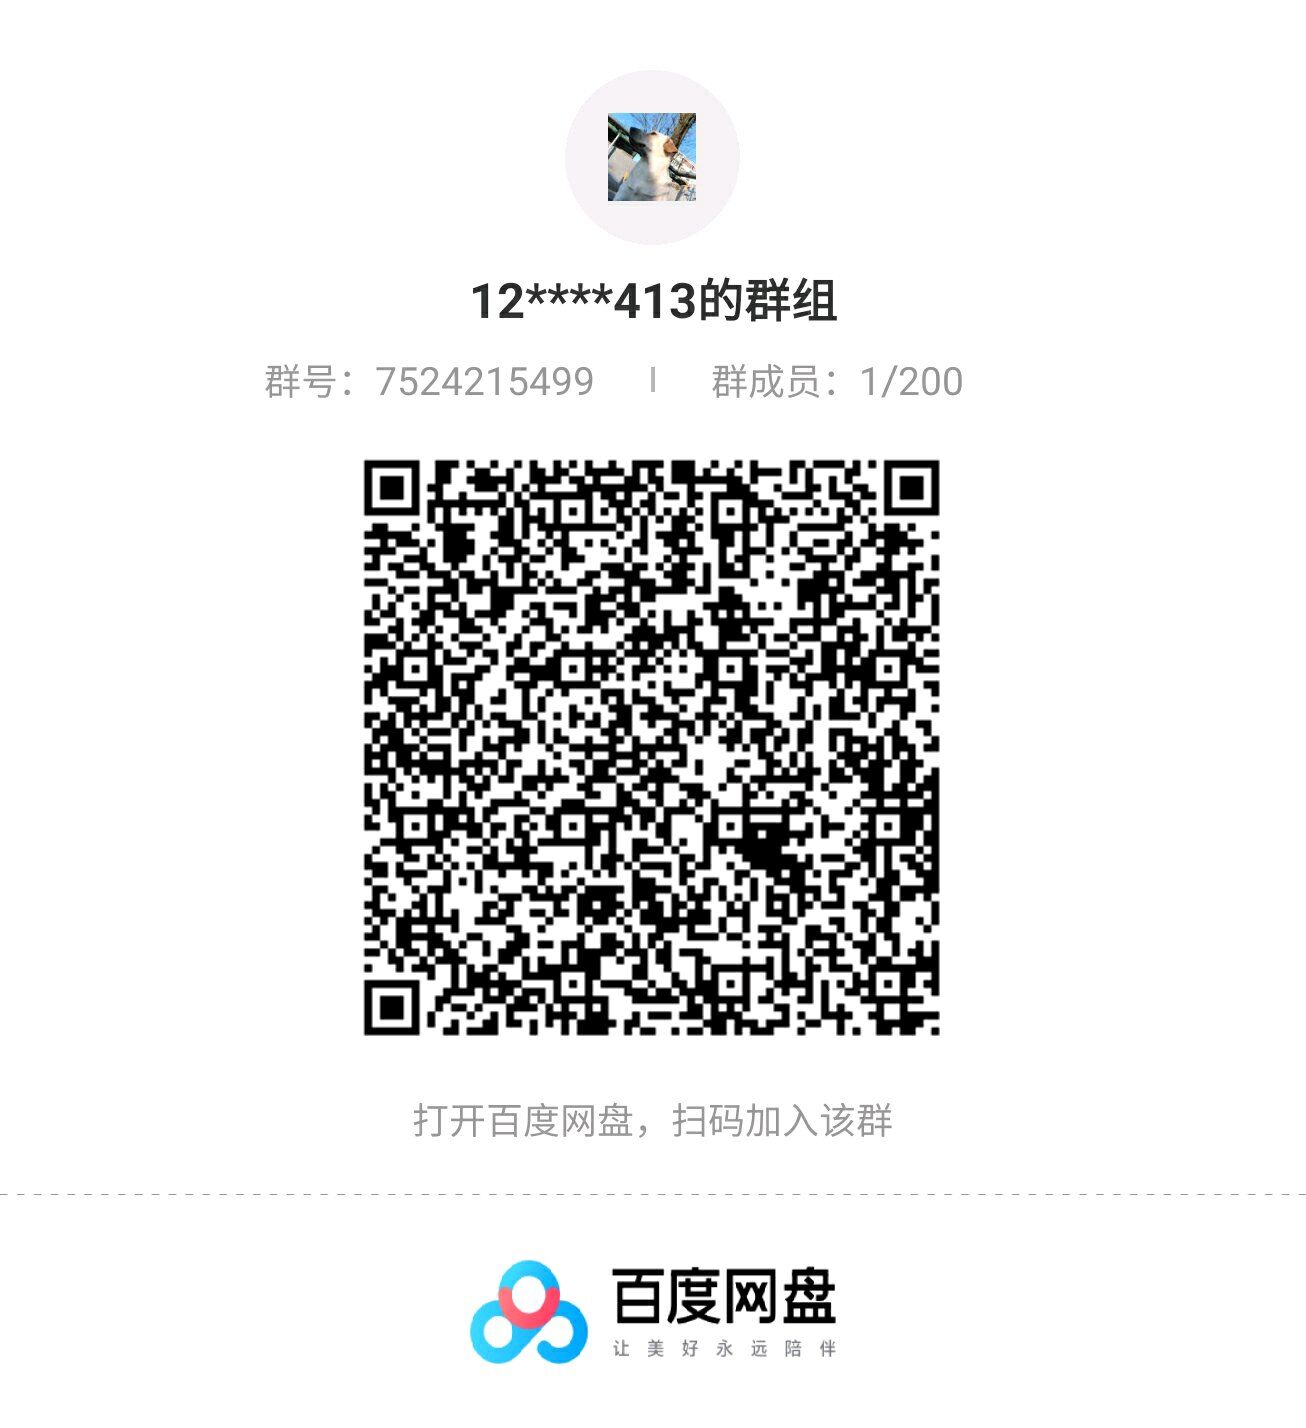 12****413的群组
群号：7524215499 | 群成员：1/200
打开百度网盘，扫码加入该群
百度网盘
让美好永远陪伴